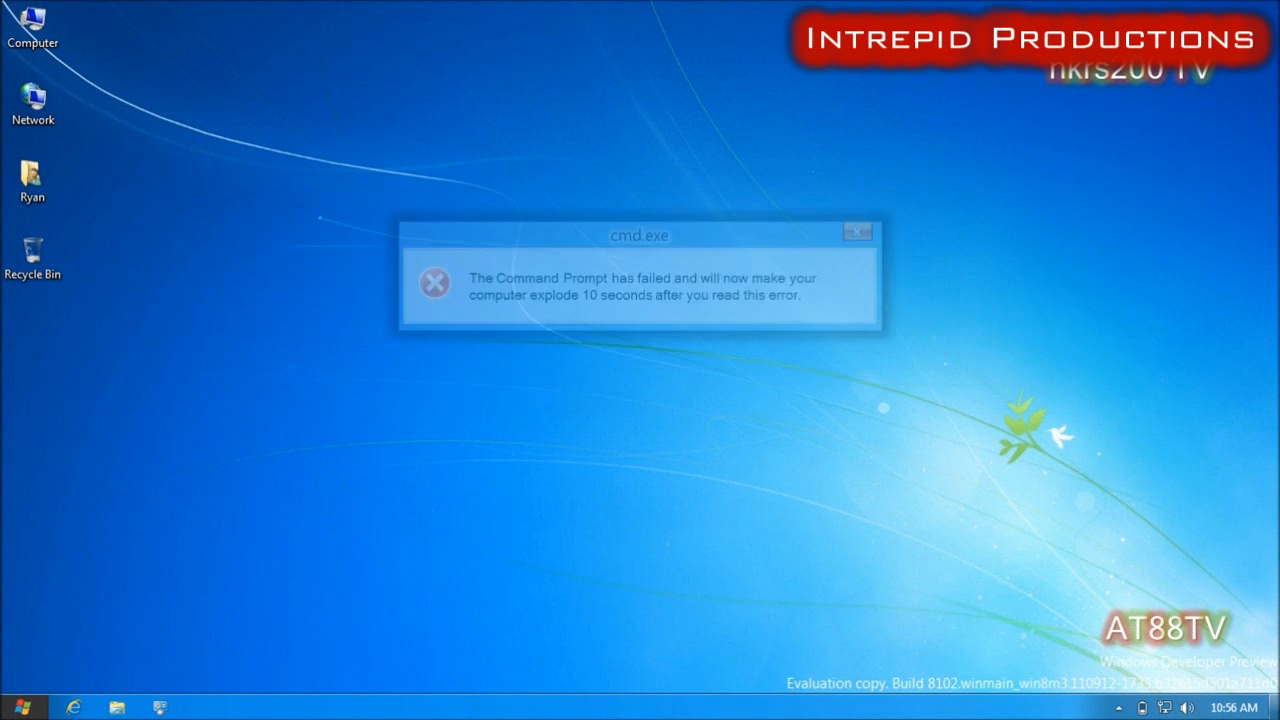 Computer
INTREPID PRODUCTIONS
nkrs200 TV
Network
Ryan
cmd.exe
Recycle Bin
The Command Prompt has failed and will now make your
computer explode 10 seconds after you read this error.
AT88TV
Windows Developer Preview
Evaluation copy. Build 8102.winmain_win8m3.110912-
10:56 AM